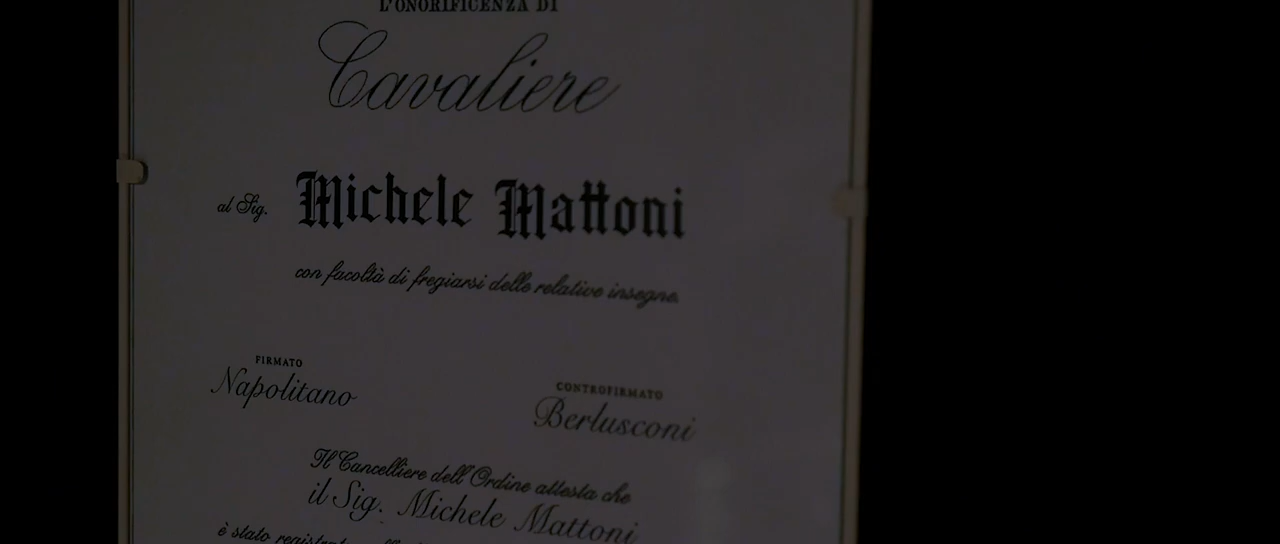 L'ONORIFICENZA DI
Cavaliere
al Sig. Michele Mattoni
con facoltà di fregiarsi delle relative insegne.
FIRMATO
Napolitano
CONTROFIRMATO
Berlusconi
Il Cancelliere dell'Ordine attesta che
il Sig. Michele Mattoni
è stato